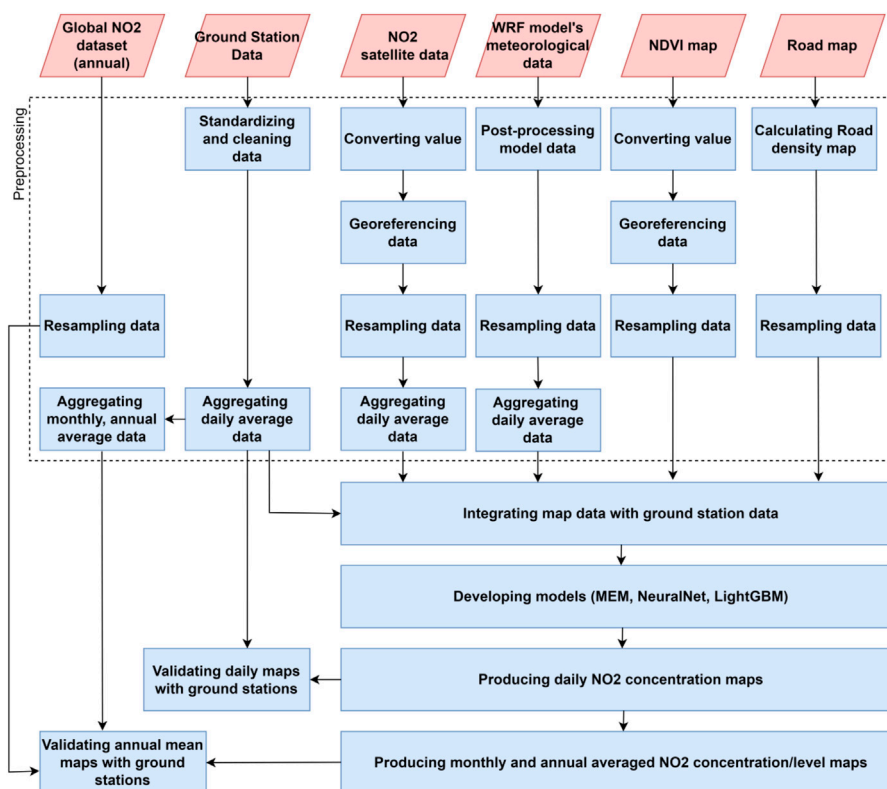 Global NO2
dataset
(annual)
Ground Station
Data
NO2
satellite data
WRF model's
meteorological
data
NDVI map
Road map
Preprocessing
Standardizing
and cleaning
data
Converting value
Post-processing
model data
Converting value
Calculating Road
density map
Georeferencing
data
Georeferencing
data
Resampling data
Resampling data
Resampling data
Resampling data
Resampling data
Aggregating
monthly, annual
average data
Aggregating
daily average
data
Aggregating
daily average
data
Aggregating
daily average
data
Integrating map data with ground station data
Developing models (MEM, NeuralNet, LightGBM)
Validating daily maps
with ground stations
Producing daily NO2 concentration maps
Validating annual mean
maps with ground
stations
Producing monthly and annual averaged NO2 concentration/level maps